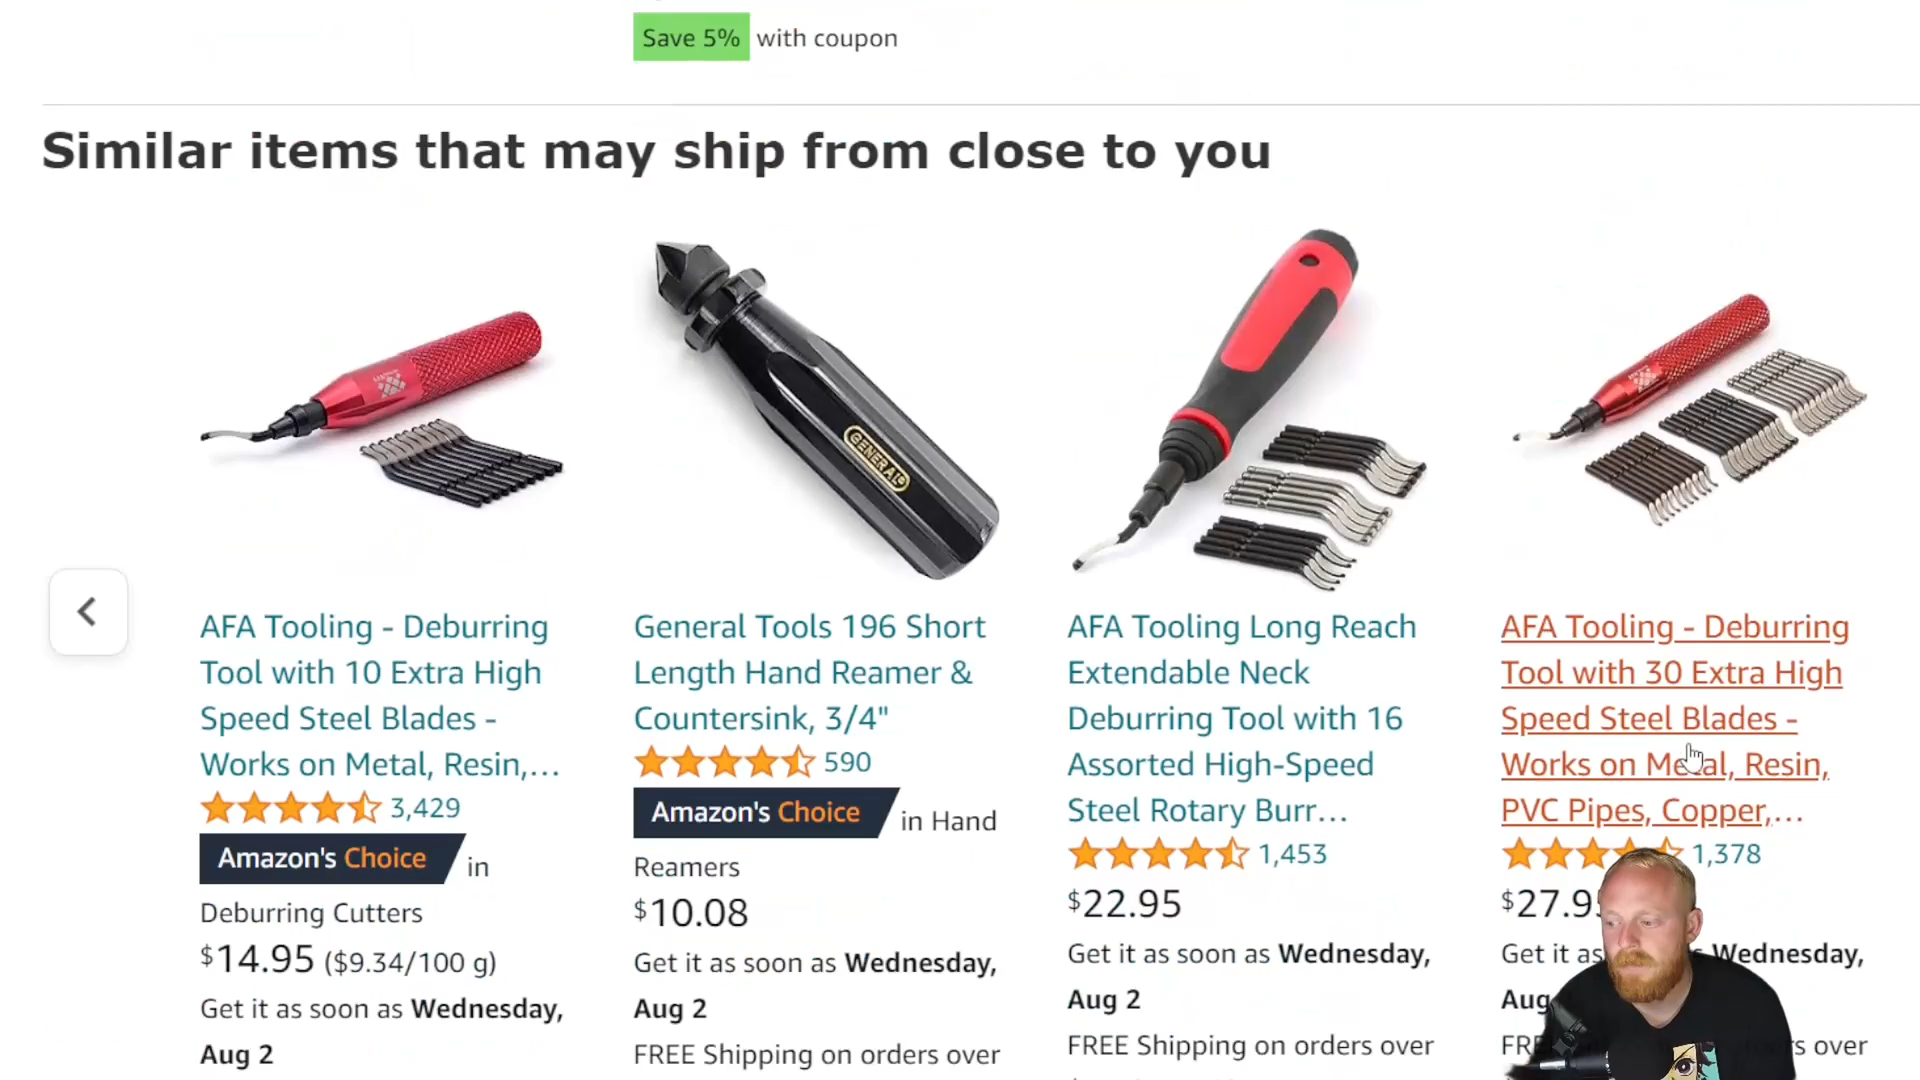 Save 5% with coupon
Similar items that may ship from close to you
GENERAL
AFA Tooling - Deburring
Tool with 10 Extra High
Speed Steel Blades -
Works on Metal, Resin,...
3,429
Amazon's Choice in
Deburring Cutters
$14.95 ($9.34/100 g)
Get it as soon as Wednesday,
Aug 2
General Tools 196 Short
Length Hand Reamer &
Countersink, 3/4"
590
Amazon's Choice in Hand
Reamers
$10.08
Get it as soon as Wednesday,
Aug 2
FREE Shipping on orders over
AFA Tooling Long Reach
Extendable Neck
Deburring Tool with 16
Assorted High-Speed
Steel Rotary Burr...
1,453
$22.95
Get it as soon as Wednesday,
Aug 2
FREE Shipping on orders over
AFA Tooling - Deburring
Tool with 30 Extra High
Speed Steel Blades -
Works on Metal, Resin,
PVC Pipes, Copper,...
1,378
$27.9
Get it as Wednesday,
Aug
over